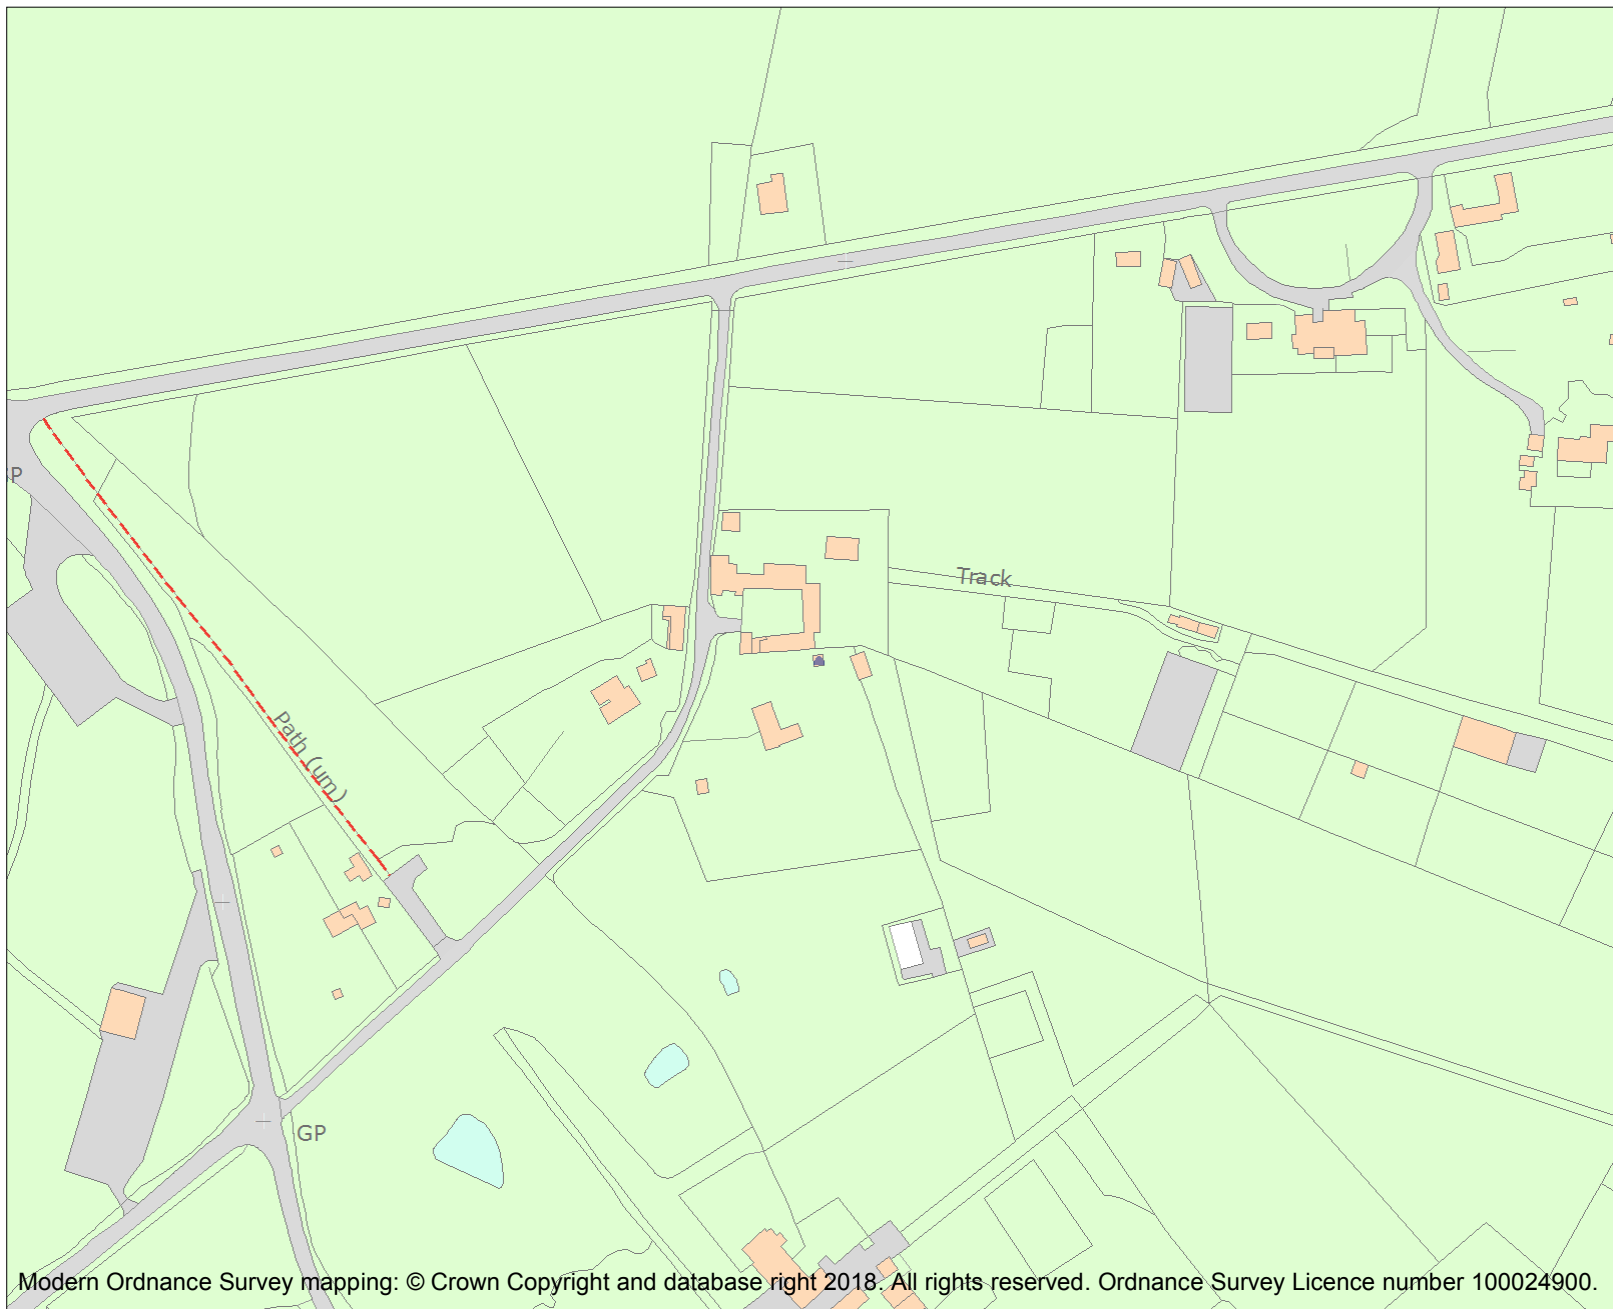 Track
Path (um)
GP
Modern Ordnance Survey mapping: © Crown Copyright and database right 2018. All rights reserved. Ordnance Survey Licence number 100024900.